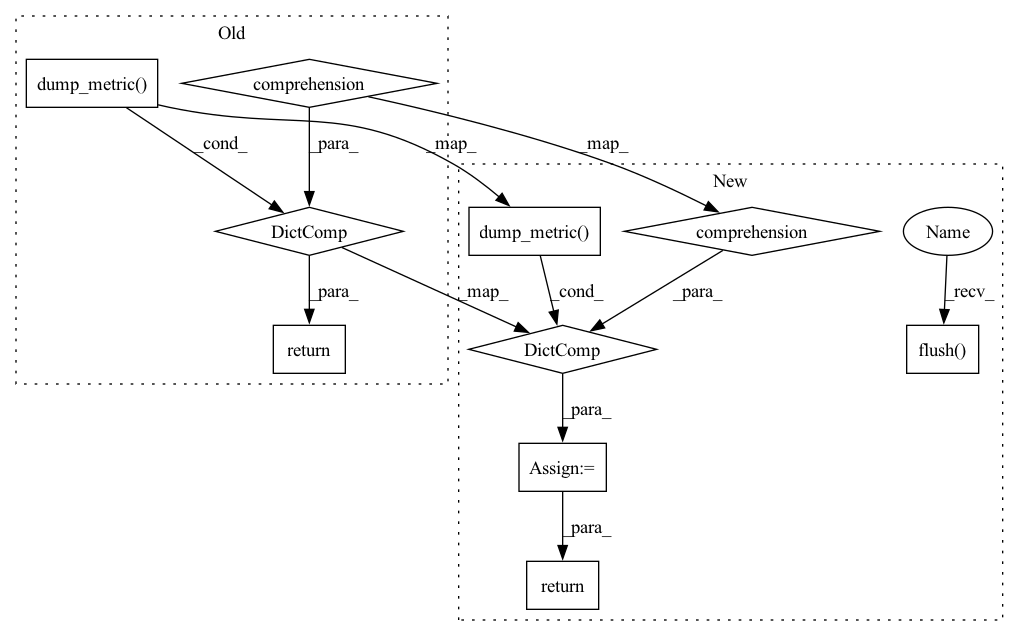 Old
dump_metric()
comprehension
_cond_
_para_
_map_
_map_
New
DictComp
dump_metric()
comprehension
Name
_para_
_map_
_cond_
_para_
_recv_
return
DictComp
flush()
_para_
Assign:=
_para_
return